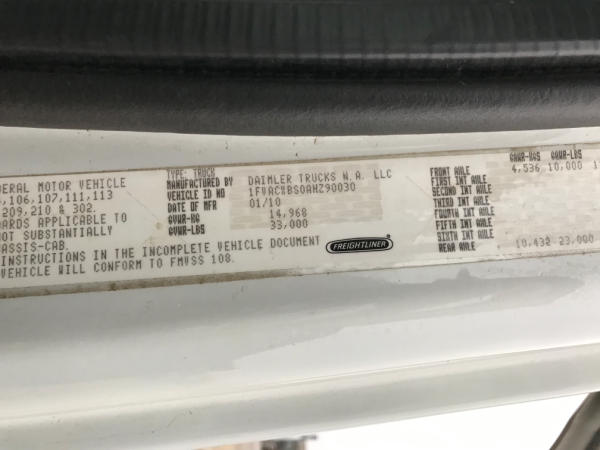 ERAL MOTOR VEHICLE
106,107,111,113
209,210 & 302.
ARDS APPLICABLE TO
NOT SUBSTANTIALLY
ASSIS-CAB.
INSTRUCTIONS IN THE INCOMPLETE VEHICLE DOCUMENT
VEHICLE WILL CONFORM TO FMVSS 108.
TYPE: TRUCK
MADE BY DAIMLER TRUCKS N.A. LLC
VEHICLE ID NO 1FVACXBS0AHZ90030
DATE OF MFR 01/10
GVWR-KG 14,968
GVWR-LBS 33,000
FREIGHTLINER
GAWR-KGS GAWR-LBS
FRONT AXLE 4,536 10,000
FIRST INT AXLE
SECOND INT AXLE
THIRD INT AXLE
FOURTH INT AXLE
FIFTH INT AXLE
SIXTH INT AXLE
REAR AXLE 10,432 23,000